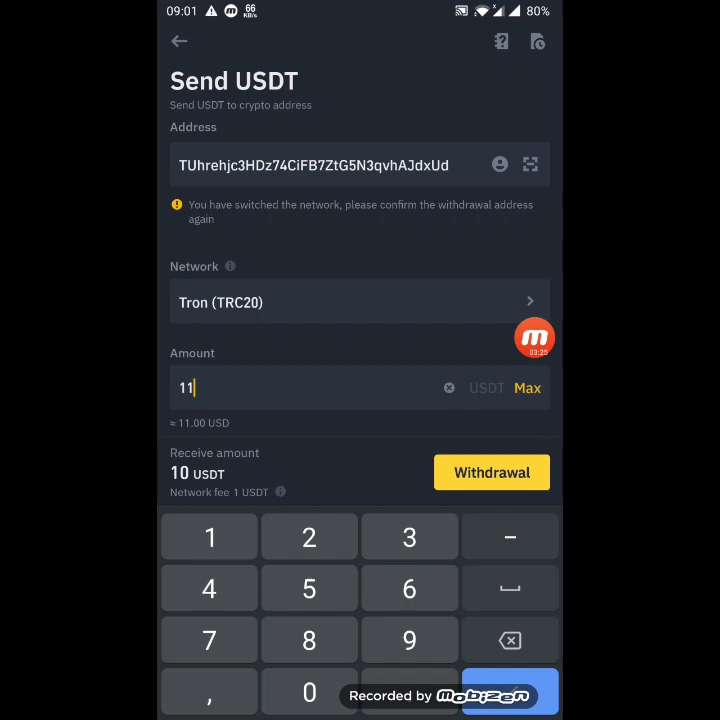 09:01 66 KB/s 80%
Send USDT
Send USDT to crypto address
Address
TUhrehjc3HDz74CiFB7ZtG5N3qvhAJdxUd
You have switched the network, please confirm the withdrawal address
again
Network
Tron (TRC20)
m
03:25
Amount
11 USDT Max
≈ 11.00 USD
Receive amount
10 USDT
Withdrawal
Network fee 1 USDT
1 2 3 –
4 5 6
7 8 9
, 0
Recorded by mobizen